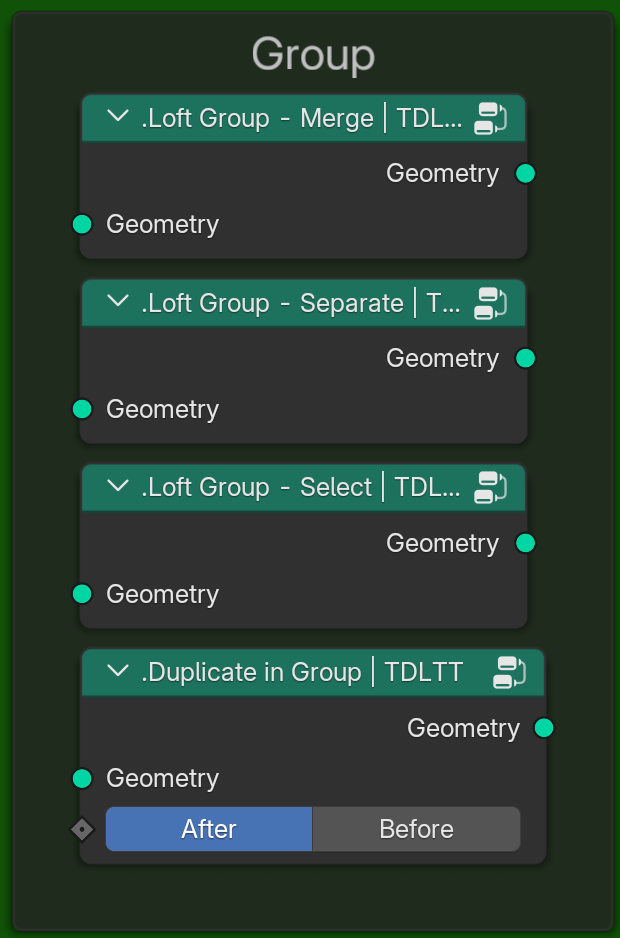 Group
.Loft Group - Merge | TDL...
Geometry
Geometry
.Loft Group - Separate | T...
Geometry
Geometry
.Loft Group - Select | TDL...
Geometry
Geometry
.Duplicate in Group | TDLTT
Geometry
Geometry
After Before